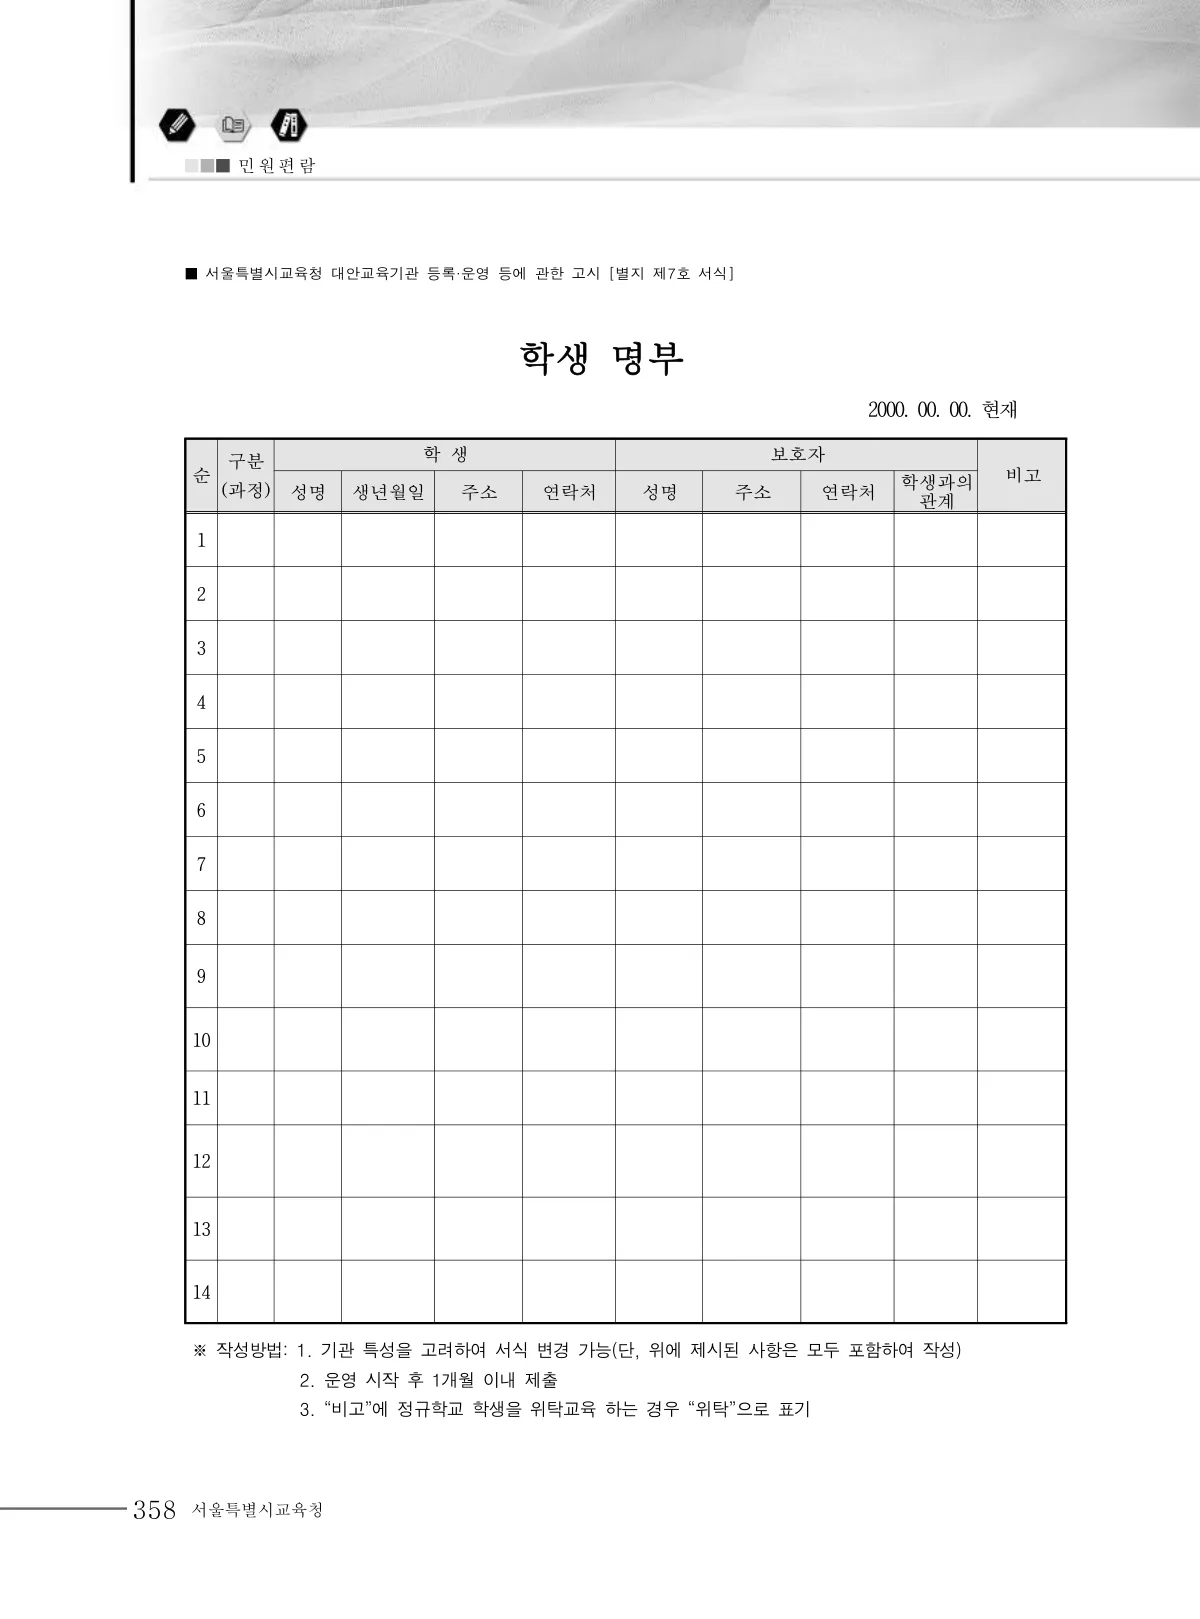 민원편람
■ 서울특별시교육청 대안교육기관 등록·운영 등에 관한 고시 [별지 제7호 서식]
학생 명부
2000. 00. 00. 현재
순 구분 (과정) 학 생 보호자 비고
성명 생년월일 주소 연락처 성명 주소 연락처 학생과의 관계
1
2
3
4
5
6
7
8
9
10
11
12
13
14
※ 작성방법: 1. 기관 특성을 고려하여 서식 변경 가능(단, 위에 제시된 사항은 모두 포함하여 작성)
2. 운영 시작 후 1개월 이내 제출
3. “비고”에 정규학교 학생을 위탁교육 하는 경우 “위탁”으로 표기
358 서울특별시교육청